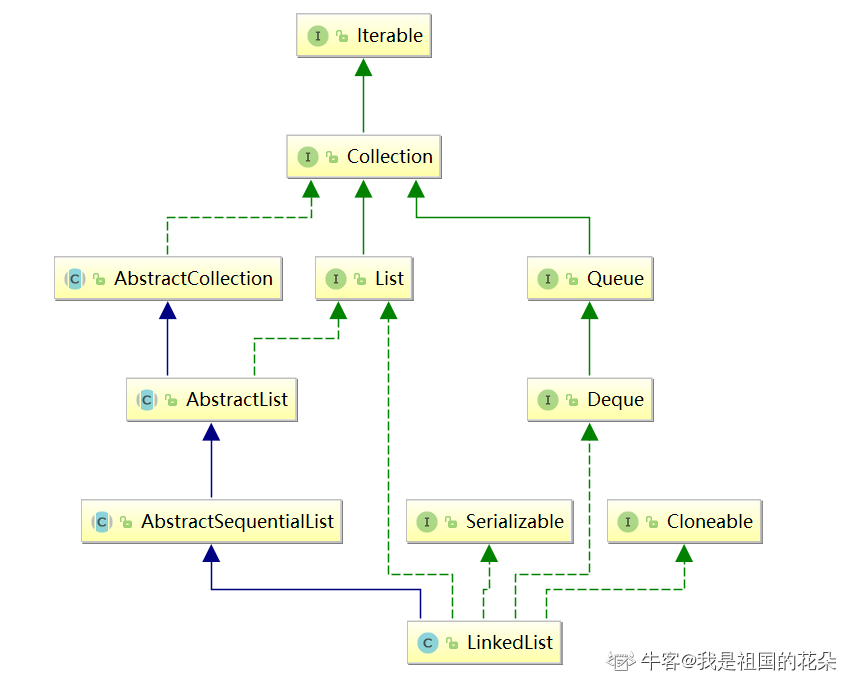 I Iterable
I Collection
C AbstractCollection
I List
I Queue
C AbstractList
I Deque
C AbstractSequentialList
I Serializable
I Cloneable
C LinkedList
牛客@我是祖国的花朵